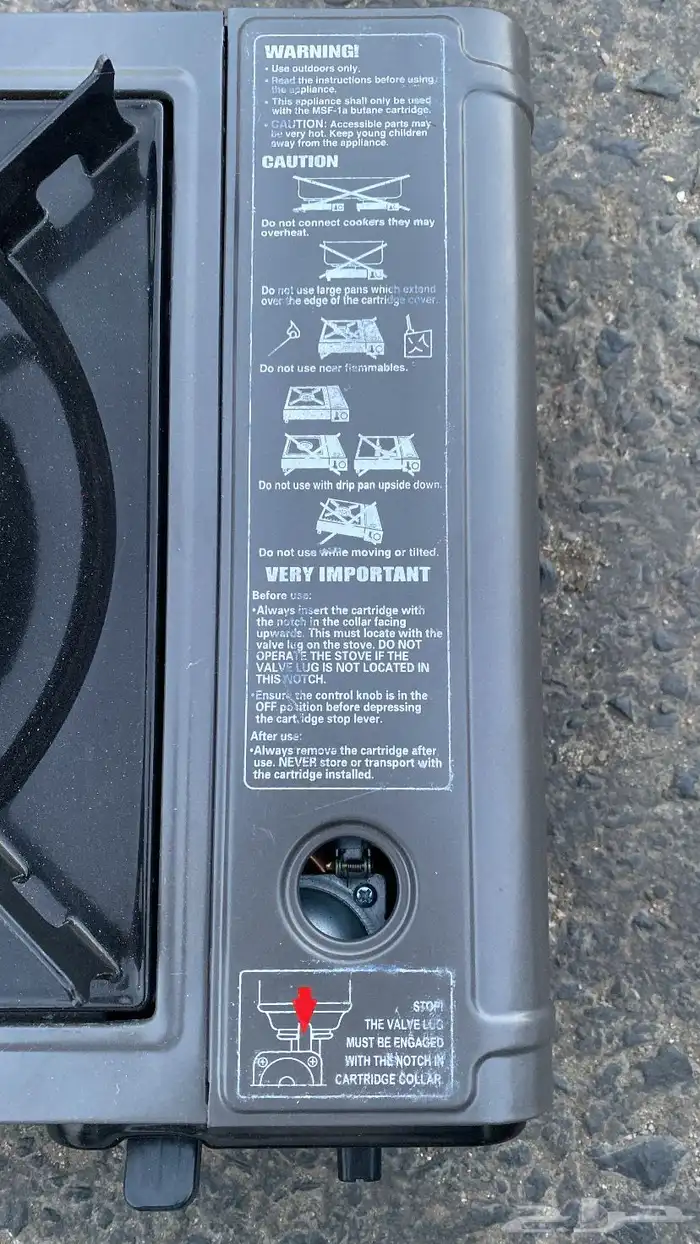 WARNING!
• Use outdoors only.
• Read the instructions before using
the appliance.
• This appliance shall only be used
with the MSF-1a butane cartridge.
• CAUTION: Accessible parts may
be very hot. Keep young children
away from the appliance.
CAUTION
Do not connect cookers they may
overheat.
Do not use large pans which extend
over the edge of the cartridge cover.
Do not use near flammables.
Do not use with drip pan upside down.
Do not use while moving or tilted.
VERY IMPORTANT
Before use:
•Always insert the cartridge with
the notch in the collar facing
upwards. This must locate with the
valve lug on the stove. DO NOT
OPERATE THE STOVE IF THE
VALVE LUG IS NOT LOCATED IN
THIS NOTCH.
•Ensure the control knob is in the
OFF position before depressing
the cartridge stop lever.
After use:
•Always remove the cartridge after
use. NEVER store or transport with
the cartridge installed.
STOP!
THE VALVE LUG
MUST BE ENGAGED
WITH THE NOTCH IN
CARTRIDGE COLLAR.
حراج